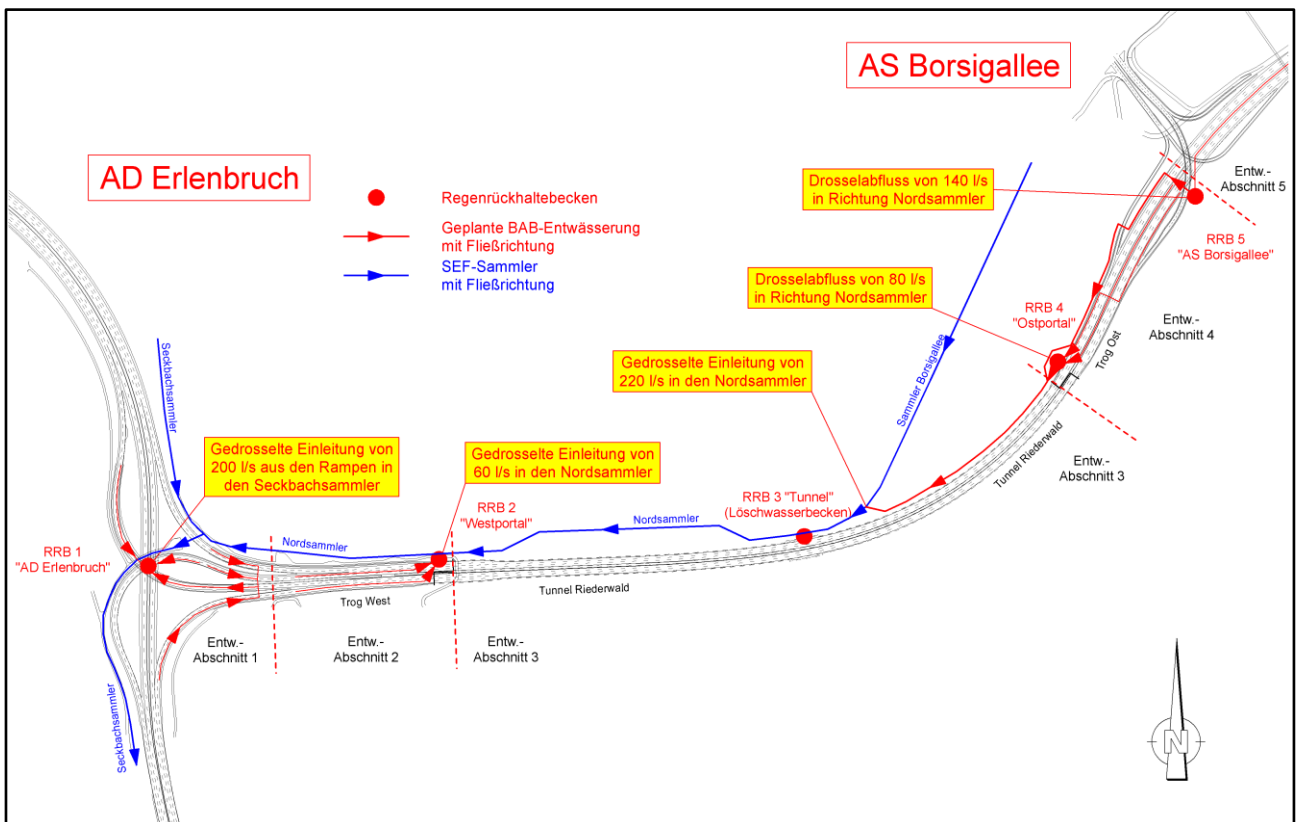 AS Borsigallee
AD Erlenbruch
Regenrückhaltebecken
Geplante BAB-Entwässerung
mit Fließrichtung
SEF-Sammler
mit Fließrichtung
Drosselabfluss von 140 l/s
in Richtung Nordsammler
Entw.-
Abschnitt 5
RRB 5
"AS Borsigallee"
Drosselabfluss von 80 l/s
in Richtung Nordsammler
RRB 4
"Ostportal"
Entw.-
Abschnitt 4
Trog Ost
Gedrosselte Einleitung von
220 l/s in den Nordsammler
Sammler Borsigallee
Seckbachsammler
Gedrosselte Einleitung von
200 l/s aus den Rampen in
den Seckbachsammler
Gedrosselte Einleitung von
60 l/s in den Nordsammler
Tunnel Riederwald
Entw.-
Abschnitt 3
RRB 2
"Westportal"
RRB 3 "Tunnel"
(Löschwasserbecken)
Nordsammler
Nordsammler
RRB 1
"AD Erlenbruch"
Trog West
Tunnel Riederwald
Entw.-
Abschnitt 1
Entw.-
Abschnitt 2
Entw.-
Abschnitt 3
Seckbachsammler
N